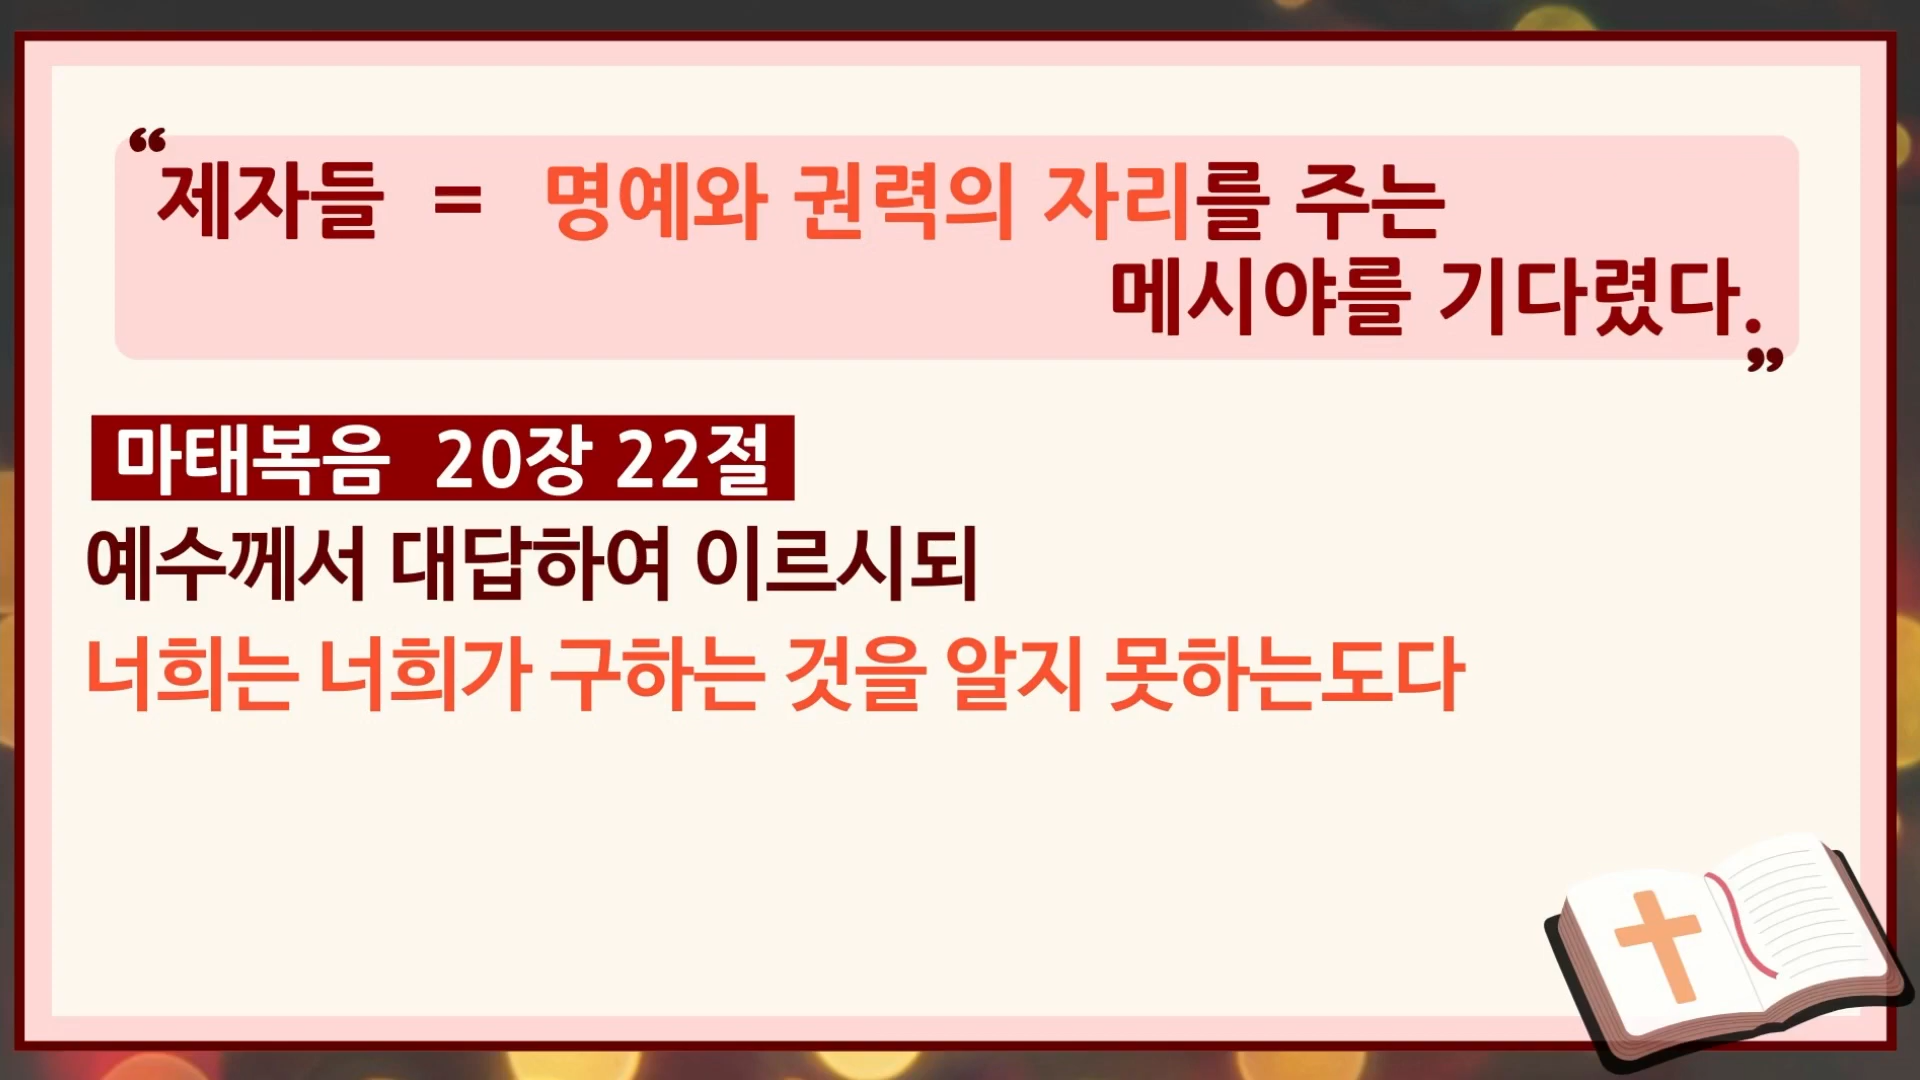 “제자들 = 명예와 권력의 자리를 주는
메시야를 기다렸다.”
마태복음 20장 22절
예수께서 대답하여 이르시되
너희는 너희가 구하는 것을 알지 못하는도다